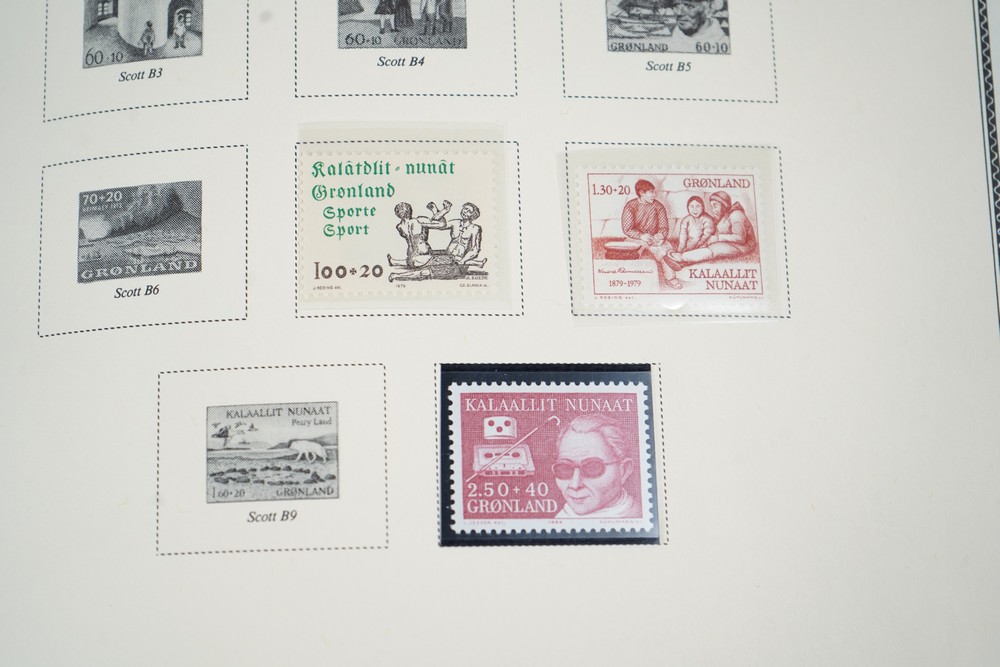 60+10
Scott B3
60+10 GRØNLAND
Scott B4
GRØNLAND 60+10
Scott B5
70+20
GRØNLAND
Scott B6
Kalâtdlit-nunât
Grønland
Sporte
Sport
100+20
1976
1.30+20 GRØNLAND
KALAALLIT
NUNAAT
1879-1979
KALAALLIT NUNAAT
Peary Land
1.60+20 GRØNLAND
Scott B9
KALAALLIT NUNAAT
2.50+40
GRØNLAND